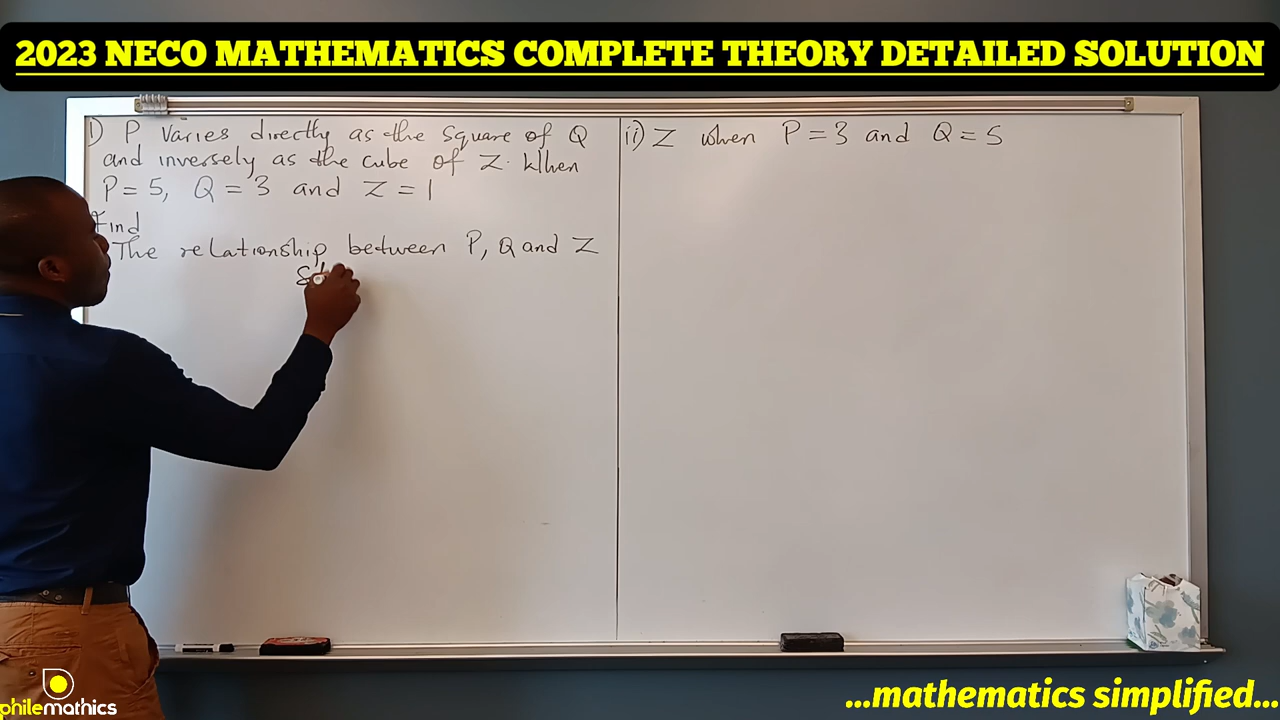 2023 NECO MATHEMATICS COMPLETE THEORY DETAILED SOLUTION
1) P varies directly as the square of Q
and inversely as the cube of Z. When
P = 5, Q = 3 and Z = 1
Find
The relationship between P, Q and Z
ii) Z when P = 3 and Q = 5
philemathics
...mathematics simplified...